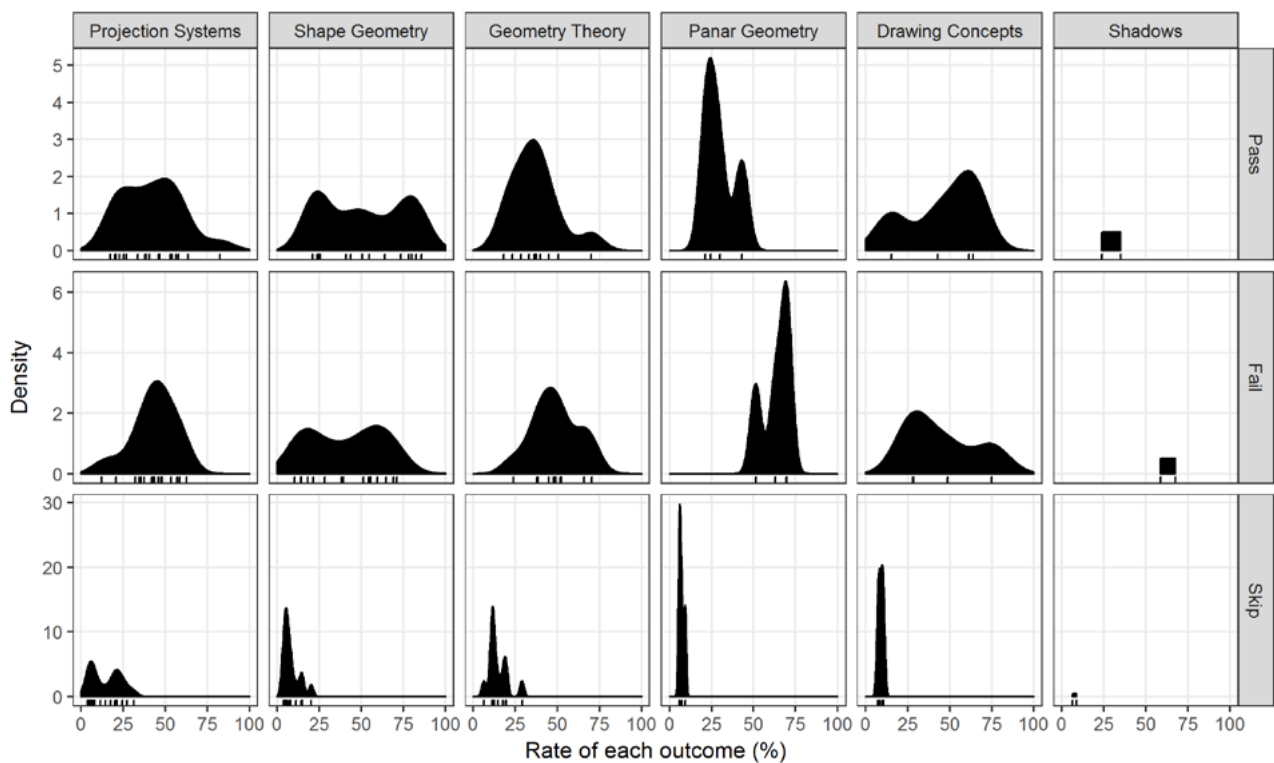 Projection Systems Shape Geometry Geometry Theory Panar Geometry Drawing Concepts Shadows
5
4
3
2
1
0
Pass
8
6
4
2
0
Fail
30
20
10
0
Skip
Density
0 25 50 75 100 0 25 50 75 100 0 25 50 75 100 0 25 50 75 100 0 25 50 75 100 0 25 50 75 100
Rate of each outcome (%)